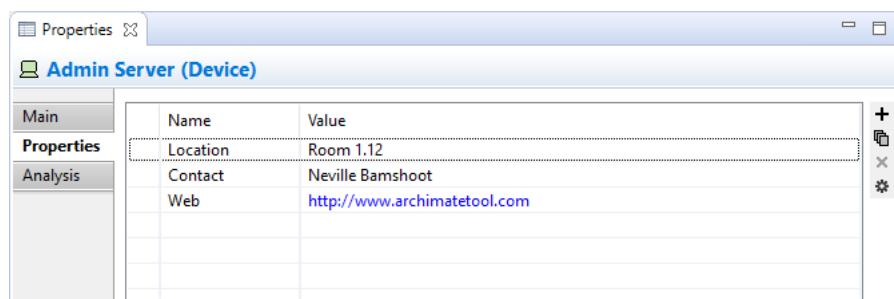 Properties
Admin Server (Device)
Main
Properties
Analysis
Name Value
Location Room 1.12
Contact Neville Bamshoot
Web http://www.archimatetool.com